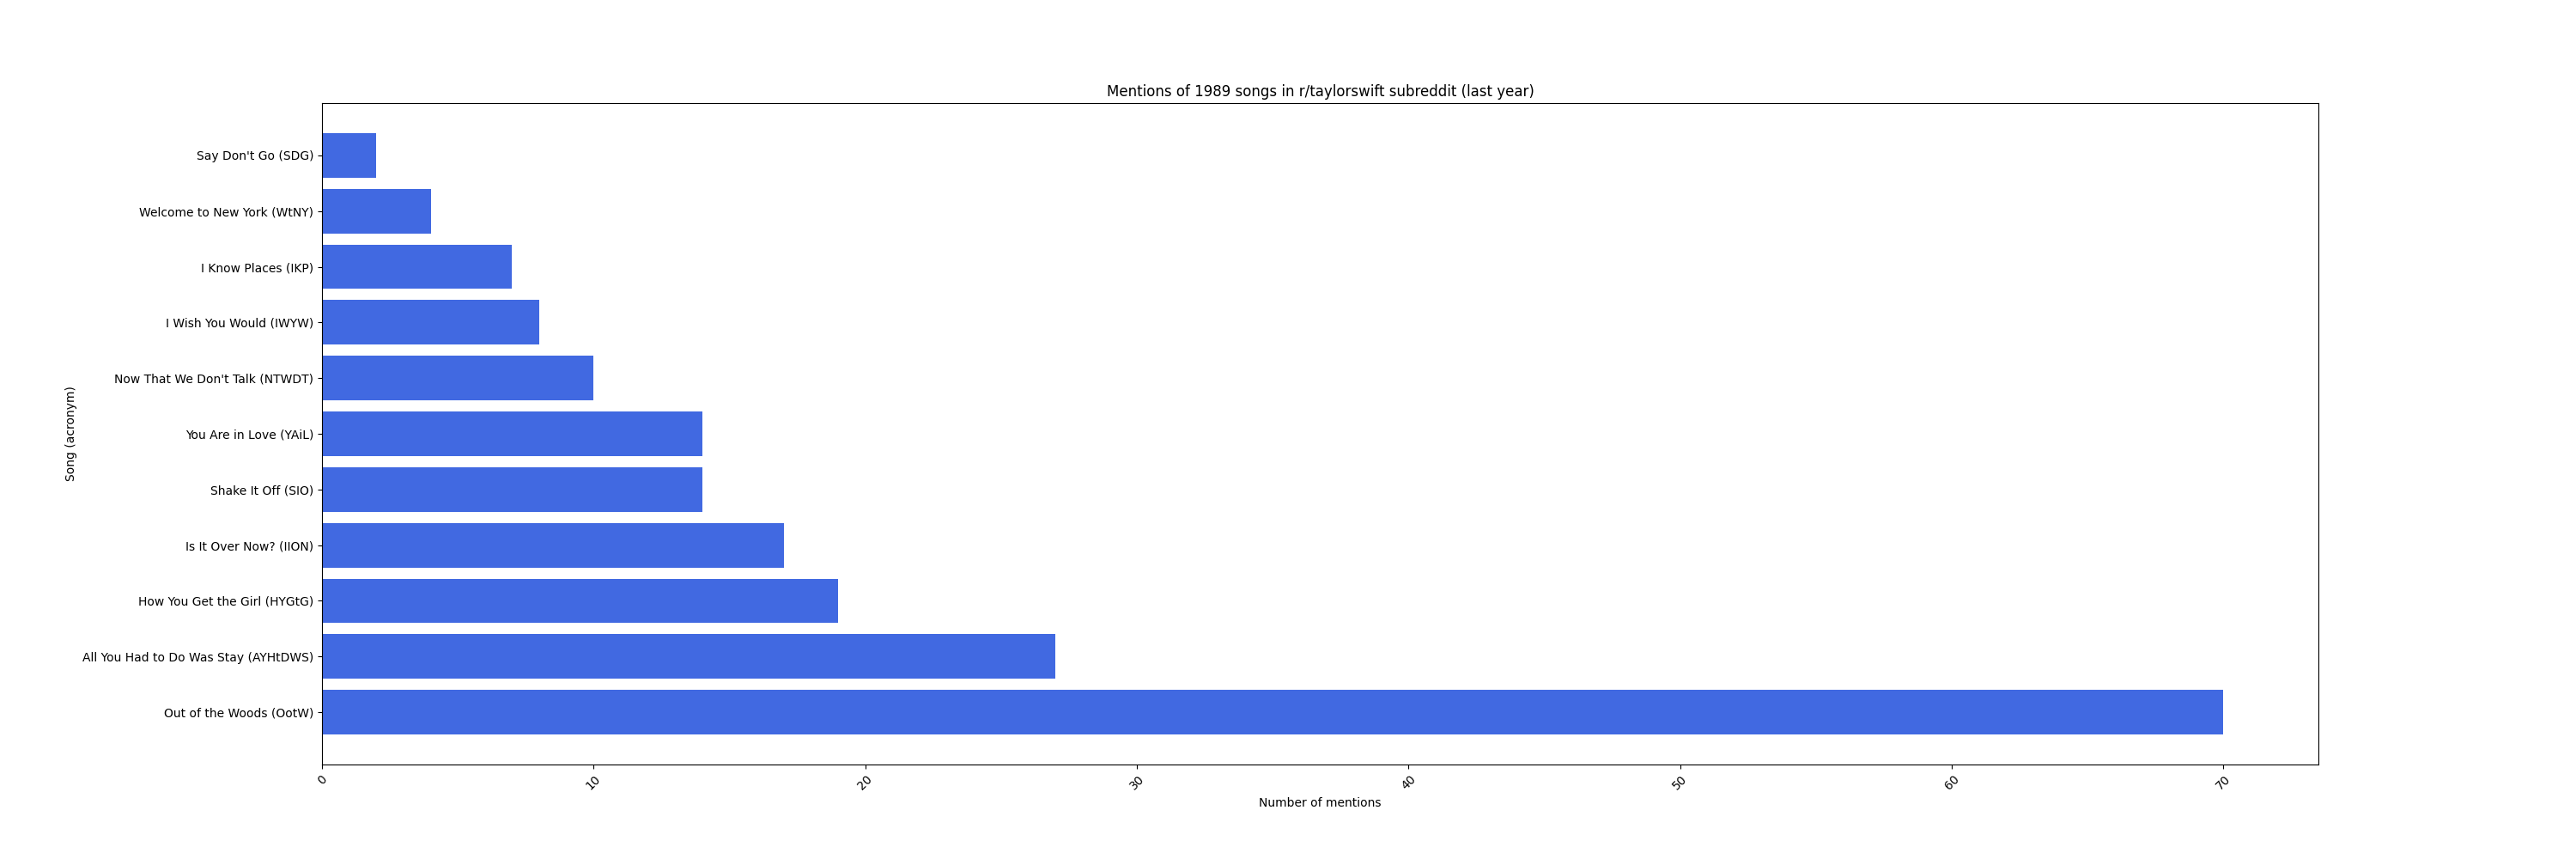 Mentions of 1989 songs in r/taylorswift subreddit (last year)
Song (acronym)
Say Don't Go (SDG)
Welcome to New York (WtNY)
I Know Places (IKP)
I Wish You Would (IWYW)
Now That We Don't Talk (NTWDT)
You Are in Love (YAiL)
Shake It Off (SIO)
Is It Over Now? (IION)
How You Get the Girl (HYGtG)
All You Had to Do Was Stay (AYHtDWS)
Out of the Woods (OotW)
0 10 20 30 40 50 60 70
Number of mentions